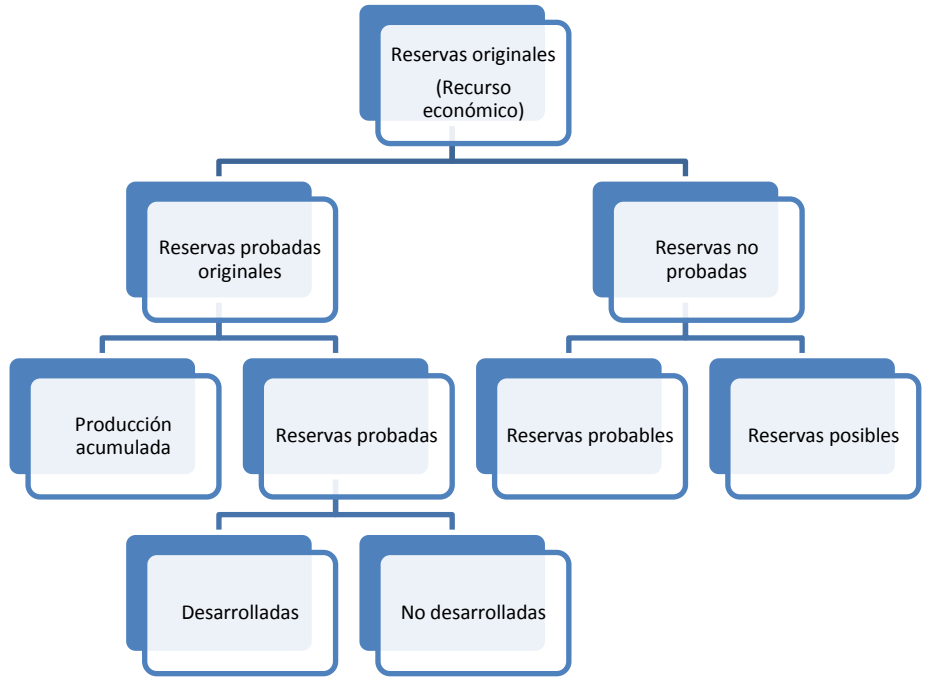 Reservas originales
(Recurso
económico)
Reservas probadas
originales
Reservas no
probadas
Producción
acumulada
Reservas probadas
Reservas probables
Reservas posibles
Desarrolladas
No desarrolladas